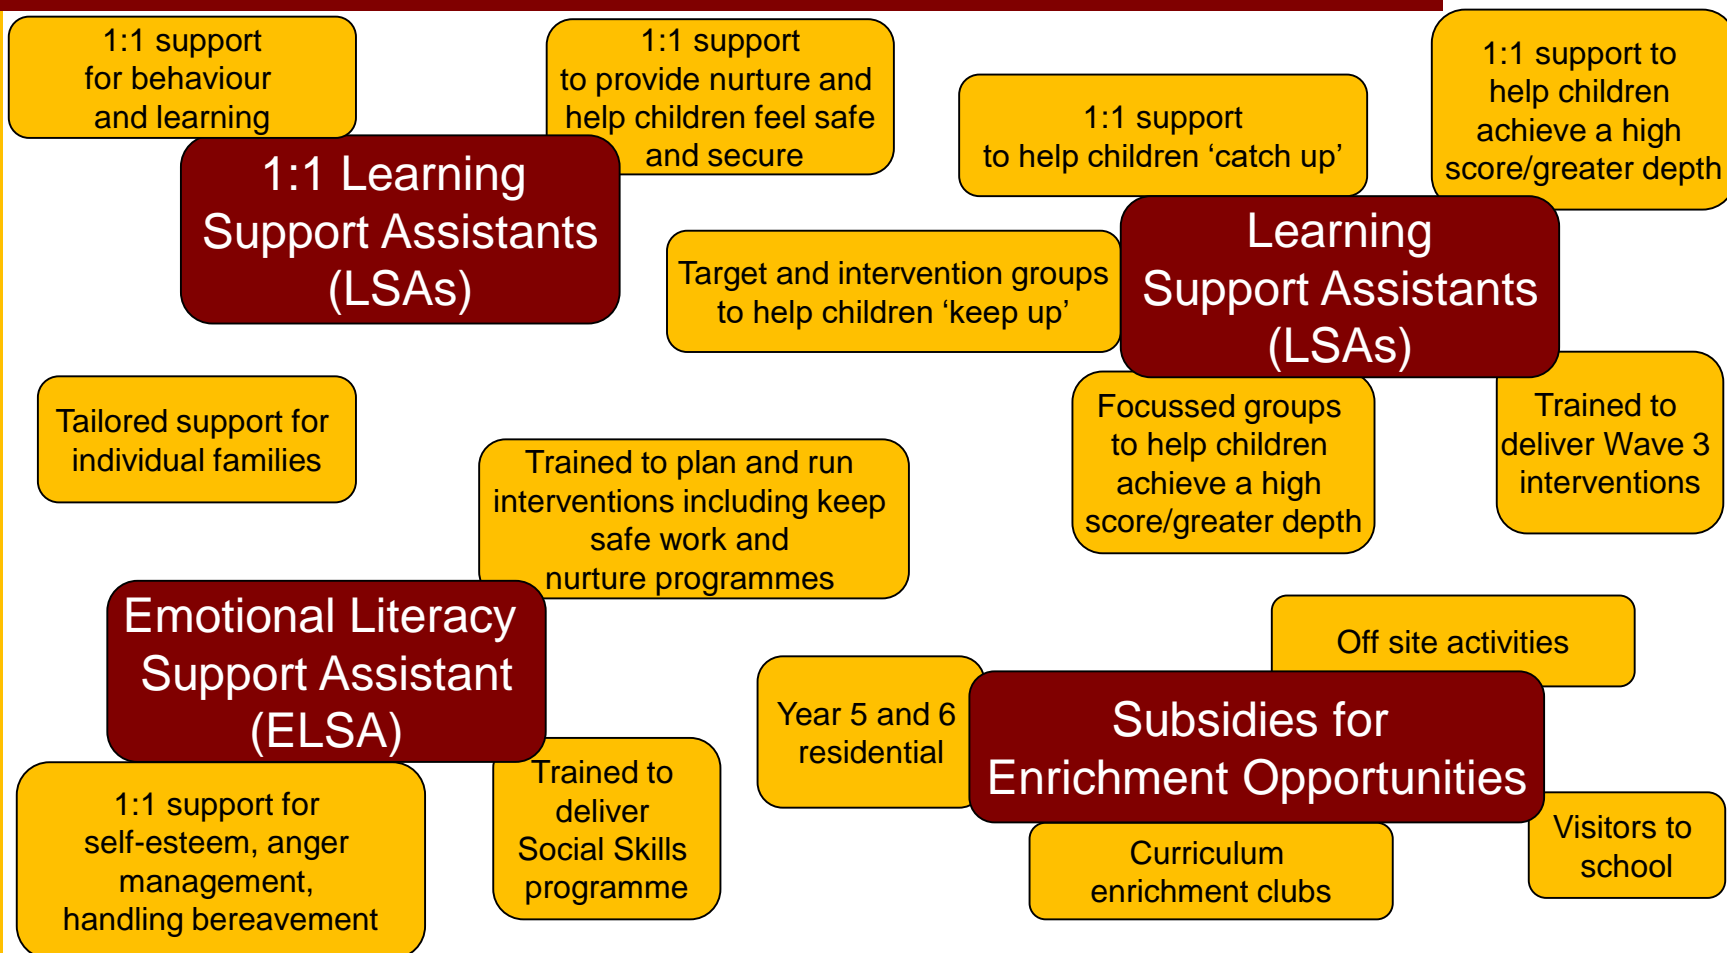 1:1 support
for behaviour
and learning
1:1 support
to provide nurture and
help children feel safe
and secure
1:1 Learning
Support Assistants
(LSAs)
1:1 support
to help children ‘catch up’
1:1 support to
help children
achieve a high
score/greater depth
Target and intervention groups
to help children ‘keep up’
Learning
Support Assistants
(LSAs)
Focussed groups
to help children
achieve a high
score/greater depth
Trained to
deliver Wave 3
interventions
Tailored support for
individual families
Trained to plan and run
interventions including keep
safe work and
nurture programmes
Emotional Literacy
Support Assistant
(ELSA)
1:1 support for
self-esteem, anger
management,
handling bereavement
Trained to
deliver
Social Skills
programme
Off site activities
Year 5 and 6
residential
Subsidies for
Enrichment Opportunities
Curriculum
enrichment clubs
Visitors to
school